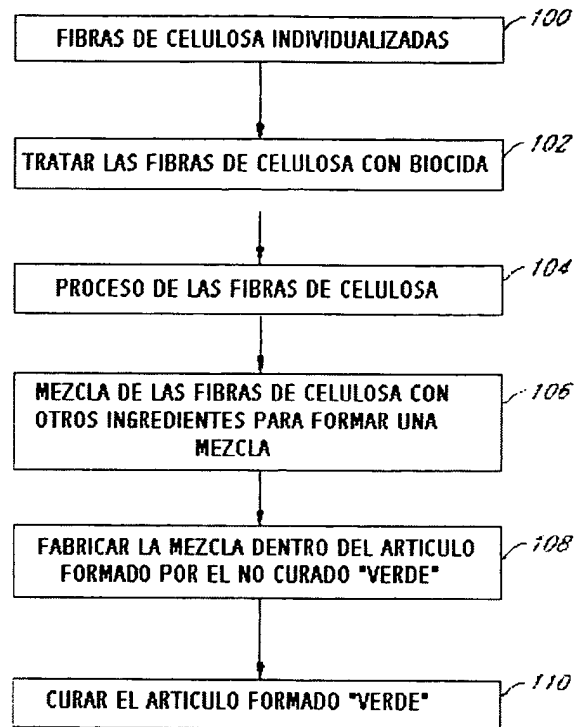 100
FIBRAS DE CELULOSA INDIVIDUALIZADAS
102
TRATAR LAS FIBRAS DE CELULOSA CON BIOCIDA
104
PROCESO DE LAS FIBRAS DE CELULOSA
106
MEZCLA DE LAS FIBRAS DE CELULOSA CON
OTROS INGREDIENTES PARA FORMAR UNA
MEZCLA
108
FABRICAR LA MEZCLA DENTRO DEL ARTICULO
FORMADO POR EL NO CURADO "VERDE"
110
CURAR EL ARTICULO FORMADO "VERDE"